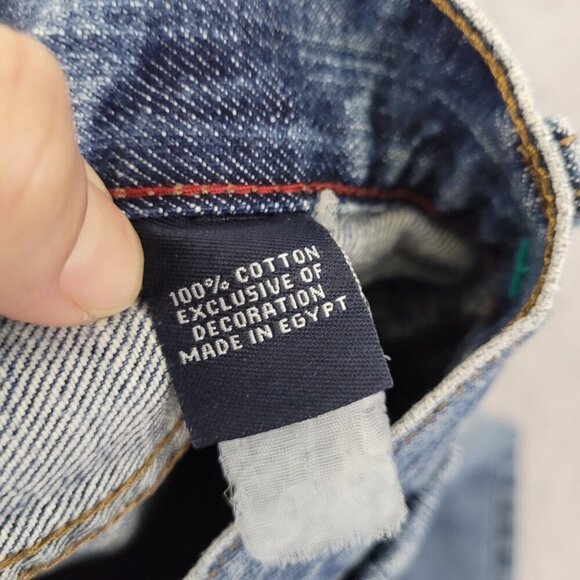 100% COTTON
EXCLUSIVE OF
DECORATION
MADE IN EGYPT